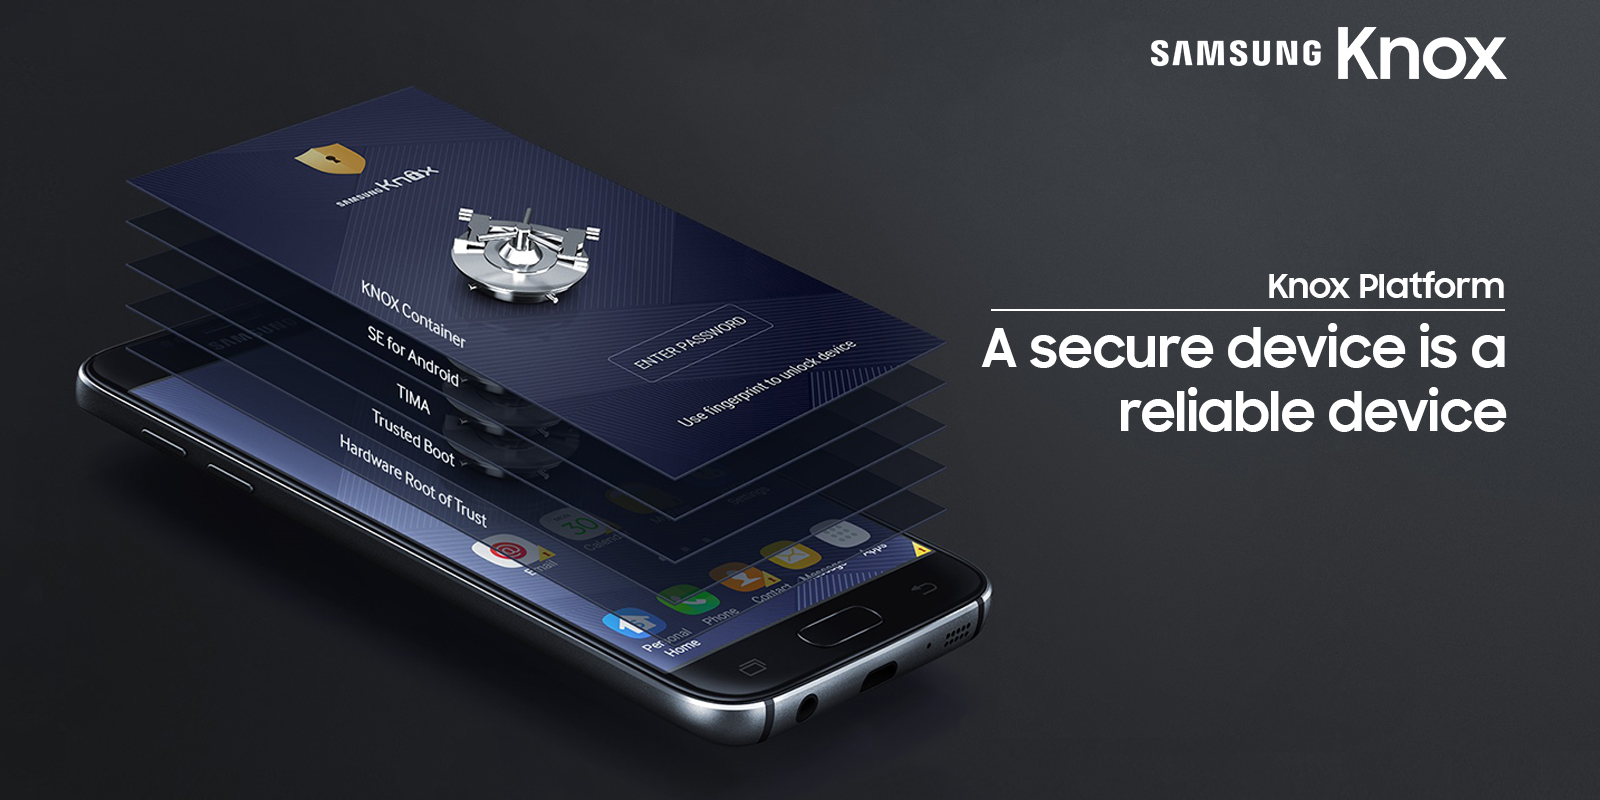 SAMSUNG Knox
Knox Platform
A secure device is a
reliable device
SAMSUNG Knox
KNOX Container
SE for Android
TIMA
Trusted Boot
Hardware Root of Trust
ENTER PASSWORD
Use fingerprint to unlock device
SAMSUNG
30
Calendar
Email
Personal
Home
Phone
Contact
Message
Apps